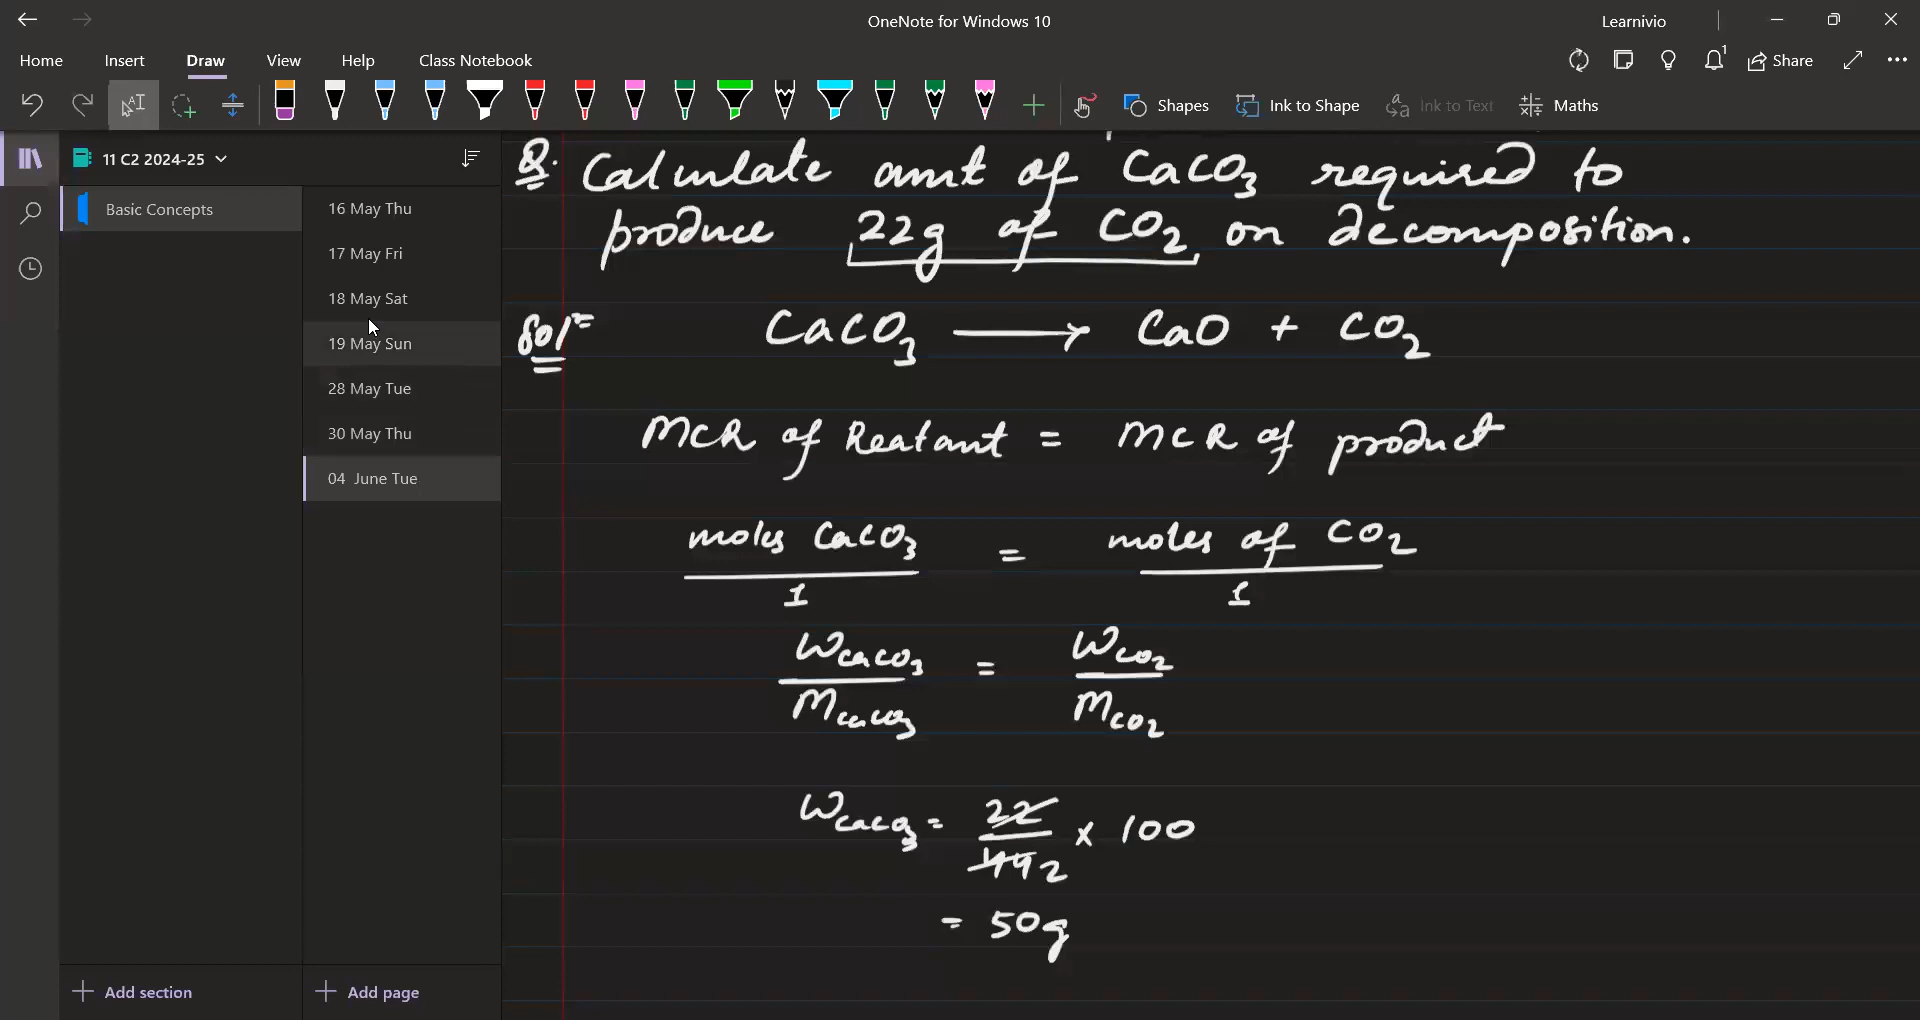 OneNote for Windows 10
Learnivio
Home Insert Draw View Help Class Notebook
1 Share
Shapes Ink to Shape Ink to Text Maths
11 C2 2024-25
Basic Concepts
16 May Thu
17 May Fri
18 May Sat
19 May Sun
28 May Tue
30 May Thu
04 June Tue
Add section
Add page
Q. Calculate amt of CaCO3 required to
produce 22g of CO2 on decomposition.
Sol= CaCO3 → CaO + CO2
MCR of Reatant = MCR of product
moles CaCO3 / 1 = moles of CO2 / 1
WCaCO3 / MCaCO3 = WCO2 / MCO2
WCaCO3 = 22 / 44 2 x 100
= 50g